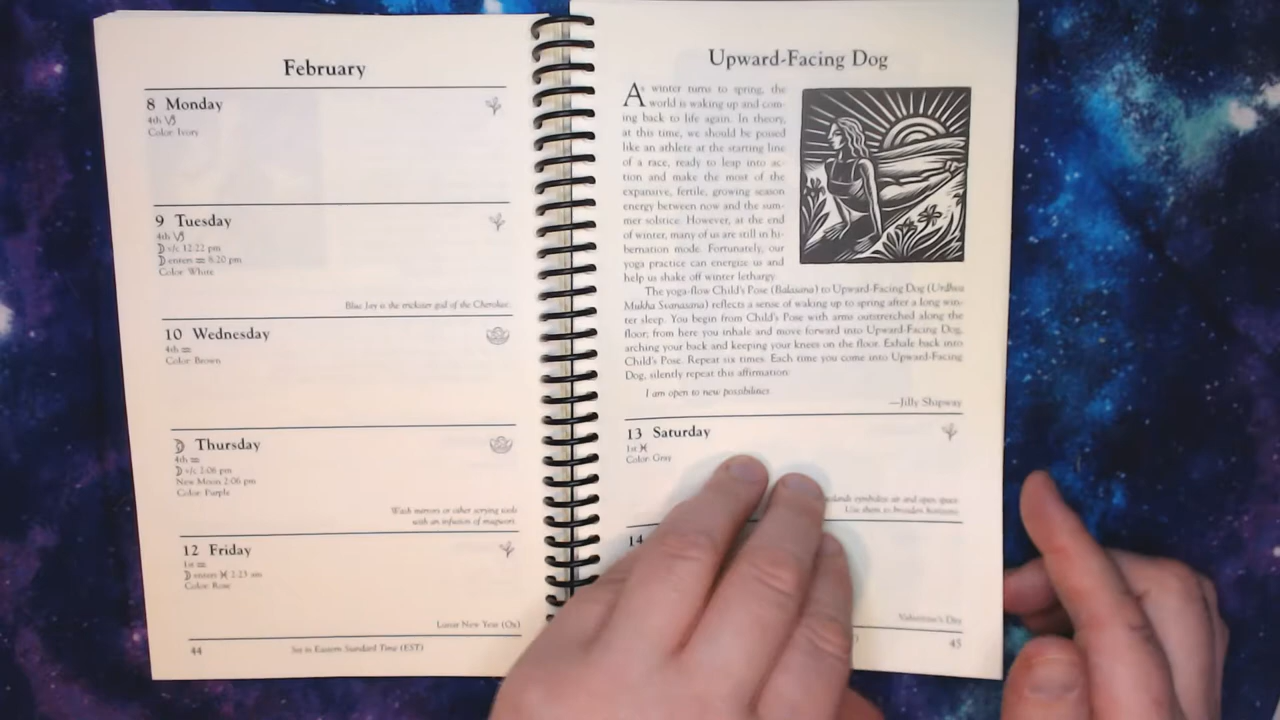 February
8 Monday
4th ♑
Color: Ivory
9 Tuesday
4th ♑
☽ v/c 12:22 pm
☽ enters ♒ 8:20 pm
Color: White
Blue Jay is the trickster god of the Cherokee.
10 Wednesday
4th ♒
Color: Brown
☽ Thursday
4th ♒
☽ v/c 2:06 pm
New Moon 2:06 pm
Color: Purple
Wash mirrors or other scrying tools
with an infusion of mugwort.
12 Friday
1st ♒
☽ enters ♓ 2:23 am
Color: Rose
Lunar New Year (Ox)
44
Set in Eastern Standard Time (EST)
Upward-Facing Dog
As winter turns to spring, the
world is waking up and com-
ing back to life again. In theory,
at this time, we should be poised
like an athlete at the starting line
of a race, ready to leap into ac-
tion and make the most of the
expansive, fertile, growing season
energy between now and the sum-
mer solstice. However, at the end
of winter, many of us are still in hi-
bernation mode. Fortunately, our
yoga practice can energize us and
help us shake off winter lethargy.
The yoga-flow Child's Pose (Balasana) to Upward-Facing Dog (Urdhva
Mukha Svanasana) reflects a sense of waking up to spring after a long win-
ter sleep. You begin from Child's Pose with arms outstretched along the
floor; from here you inhale and move forward into Upward-Facing Dog,
arching your back and keeping your knees on the floor. Exhale back into
Child's Pose. Repeat six times. Each time you come into Upward-Facing
Dog, silently repeat this affirmation:
I am open to new possibilities.
—Jilly Shipway
13 Saturday
1st ♓
Color: Gray
symbolize air and open space.
Use them to broaden horizons.
14
Valentine's Day
45